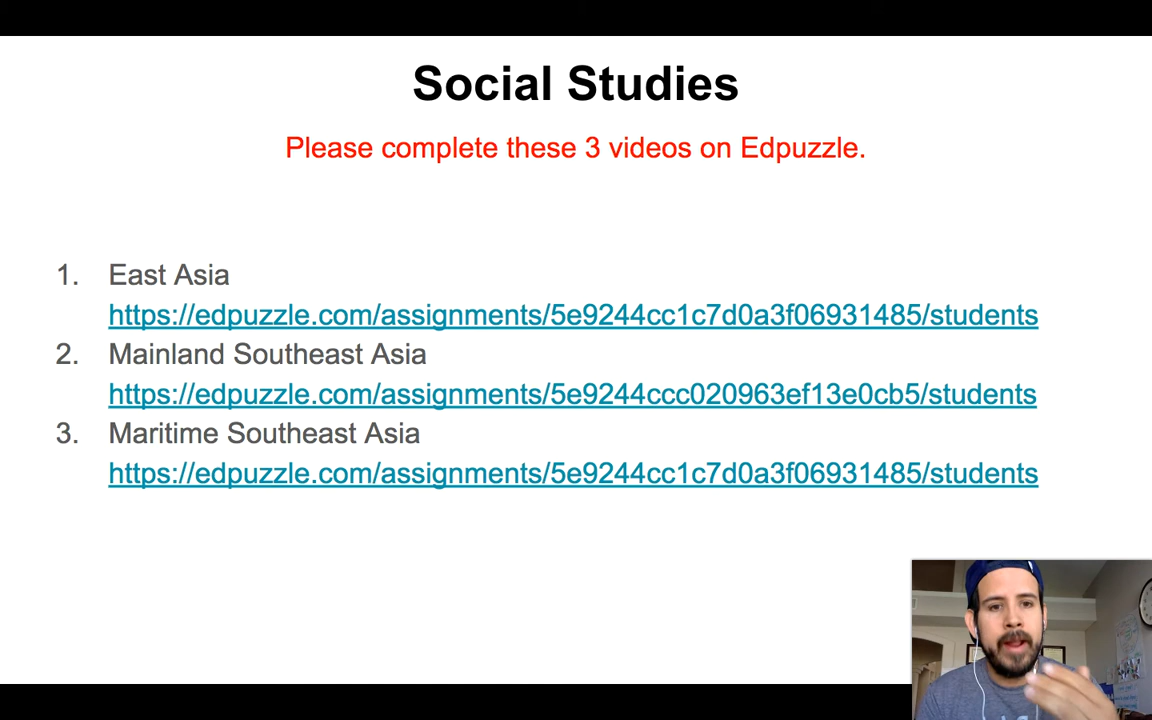 Social Studies
Please complete these 3 videos on Edpuzzle.
1. East Asia
https://edpuzzle.com/assignments/5e9244cc1c7d0a3f06931485/students
2. Mainland Southeast Asia
https://edpuzzle.com/assignments/5e9244ccc020963ef13e0cb5/students
3. Maritime Southeast Asia
https://edpuzzle.com/assignments/5e9244cc1c7d0a3f06931485/students